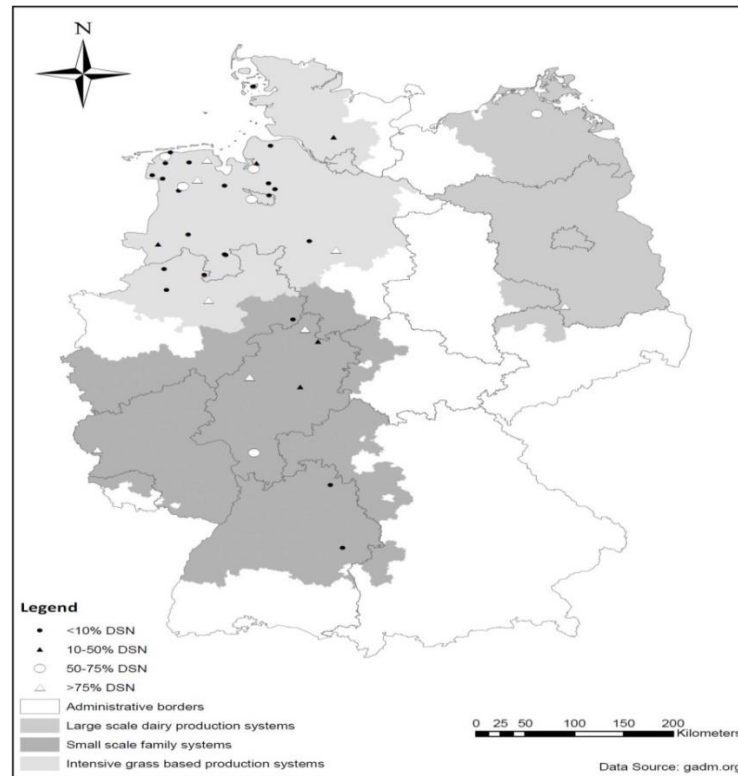 N
Legend
<10% DSN
10-50% DSN
50-75% DSN
>75% DSN
Administrative borders
Large scale dairy production systems
Small scale family systems
Intensive grass based production systems
0 25 50 100 150 200
Kilometers
Data Source: gadm.org